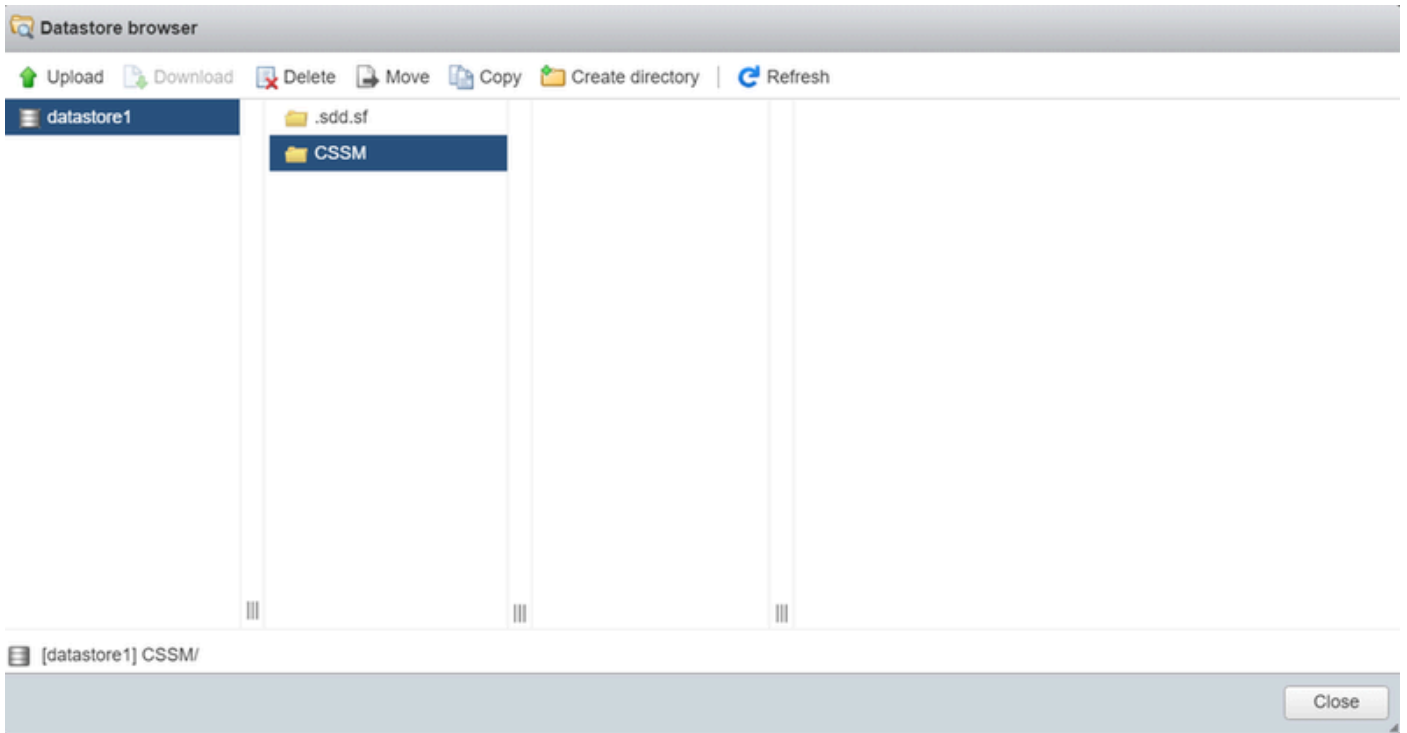 Datastore browser
Upload Download Delete Move Copy Create directory Refresh
datastore1
.sdd.sf
CSSM
[datastore1] CSSM/
Close